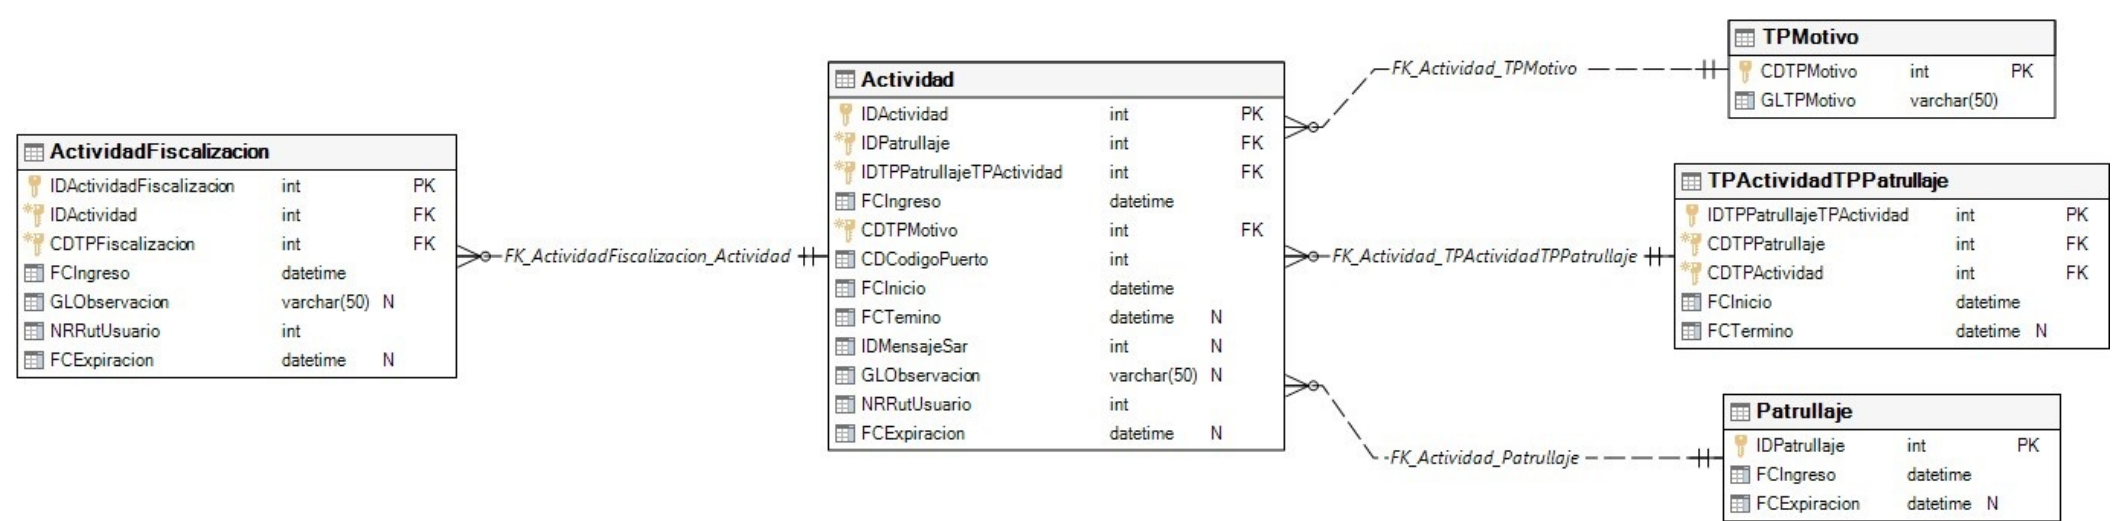 ActividadFiscalizacion
IDActividadFiscalizacion int PK
IDActividad int FK
CDTPFiscalizacion int FK
FCIngreso datetime
GLObservacion varchar(50) N
NRRutUsuario int
FCExpiracion datetime N
FK_ActividadFiscalizacion_Actividad
Actividad
IDActividad int PK
IDPatrullaje int FK
IDTPPatrullajeTPActividad int FK
FCIngreso datetime
CDTPMotivo int FK
CDCodigoPuerto int
FCInicio datetime
FCTemino datetime N
IDMensajeSar int N
GLObservacion varchar(50) N
NRRutUsuario int
FCExpiracion datetime N
FK_Actividad_TPMotivo
TPMotivo
CDTPMotivo int PK
GLTPMotivo varchar(50)
FK_Actividad_TPActividadTPPatrullaje
TPActividadTPPatrullaje
IDTPPatrullajeTPActividad int PK
CDTPPatrullaje int FK
CDTPActividad int FK
FCInicio datetime
FCTermino datetime N
FK_Actividad_Patrullaje
Patrullaje
IDPatrullaje int PK
FCIngreso datetime
FCExpiracion datetime N